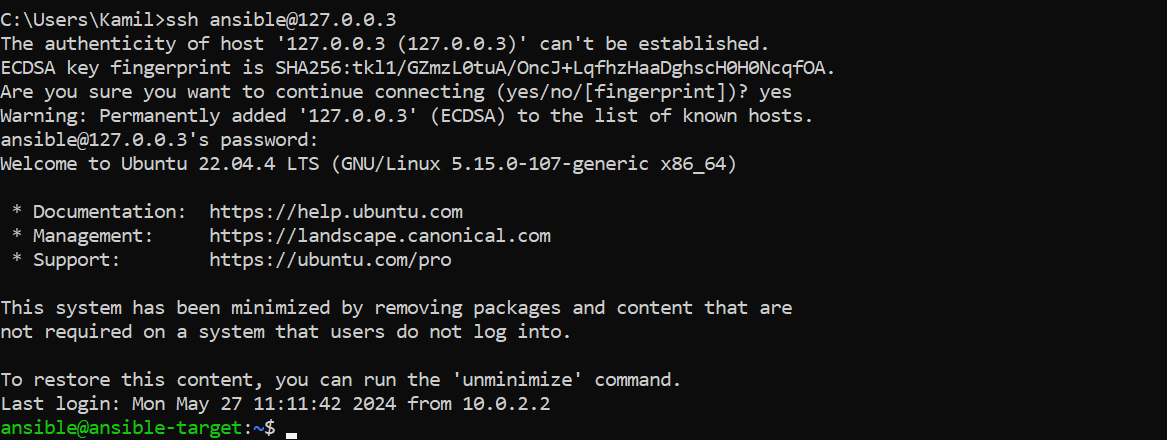 C:\Users\Kamil>ssh ansible@127.0.0.3
The authenticity of host '127.0.0.3 (127.0.0.3)' can't be established.
ECDSA key fingerprint is SHA256:tkl1/GZmzL0tuA/OncJ+LqfhzHaaDghscH0H0NcqfOA.
Are you sure you want to continue connecting (yes/no/[fingerprint])? yes
Warning: Permanently added '127.0.0.3' (ECDSA) to the list of known hosts.
ansible@127.0.0.3's password:
Welcome to Ubuntu 22.04.4 LTS (GNU/Linux 5.15.0-107-generic x86_64)

 * Documentation:  https://help.ubuntu.com
 * Management:     https://landscape.canonical.com
 * Support:        https://ubuntu.com/pro

This system has been minimized by removing packages and content that are
not required on a system that users do not log into.

To restore this content, you can run the 'unminimize' command.
Last login: Mon May 27 11:11:42 2024 from 10.0.2.2
ansible@ansible-target:~$